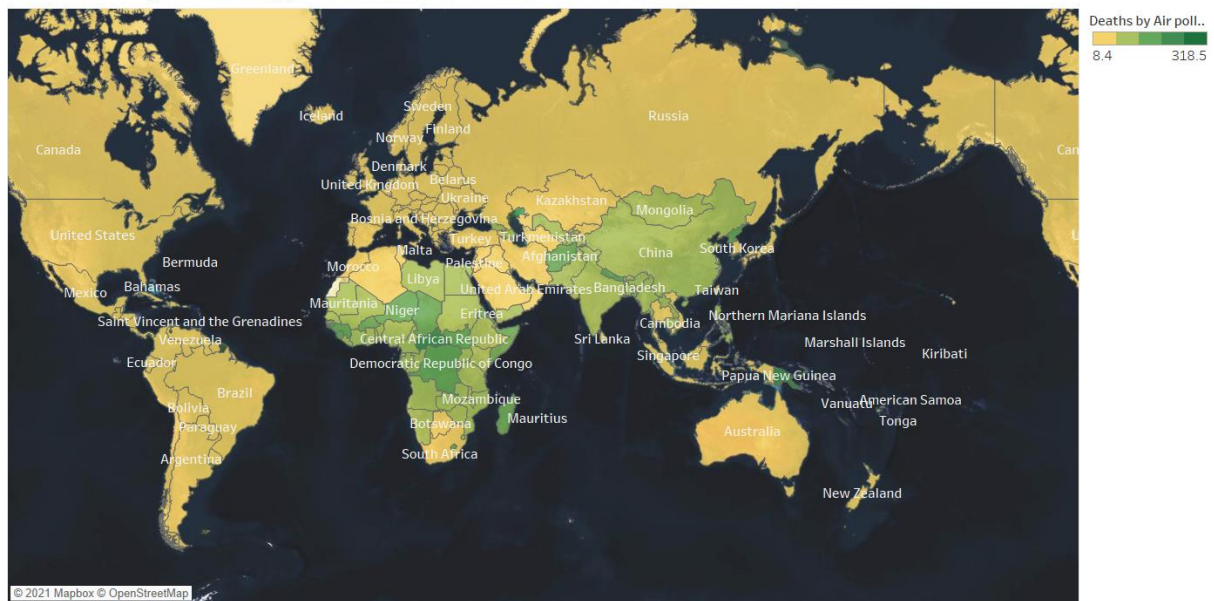 Deaths by Air poll..
8.4 318.5
Greenland
Iceland
Sweden
Finland
Norway
Russia
Canada
Can
Denmark
United Kingdom
Belarus
Ukraine
Kazakhstan
Mongolia
Bosnia and Herzegovina
United States
U
Turkey
Turkmenistan
South Korea
Malta
Afghanistan
China
Bermuda
Morocco
Palestine
Libya
Mexico
Bahamas
United Arab Emirates
Bangladesh
Taiwan
Mauritania
Niger
Eritrea
Northern Mariana Islands
Saint Vincent and the Grenadines
Cambodia
Venezuela
Central African Republic
Sri Lanka
Marshall Islands
Singapore
Kiribati
Ecuador
Democratic Republic of Congo
Papua New Guinea
Brazil
Mozambique
Vanuatu
American Samoa
Bolivia
Mauritius
Tonga
Paraguay
Botswana
Australia
Argentina
South Africa
New Zealand
© 2021 Mapbox © OpenStreetMap